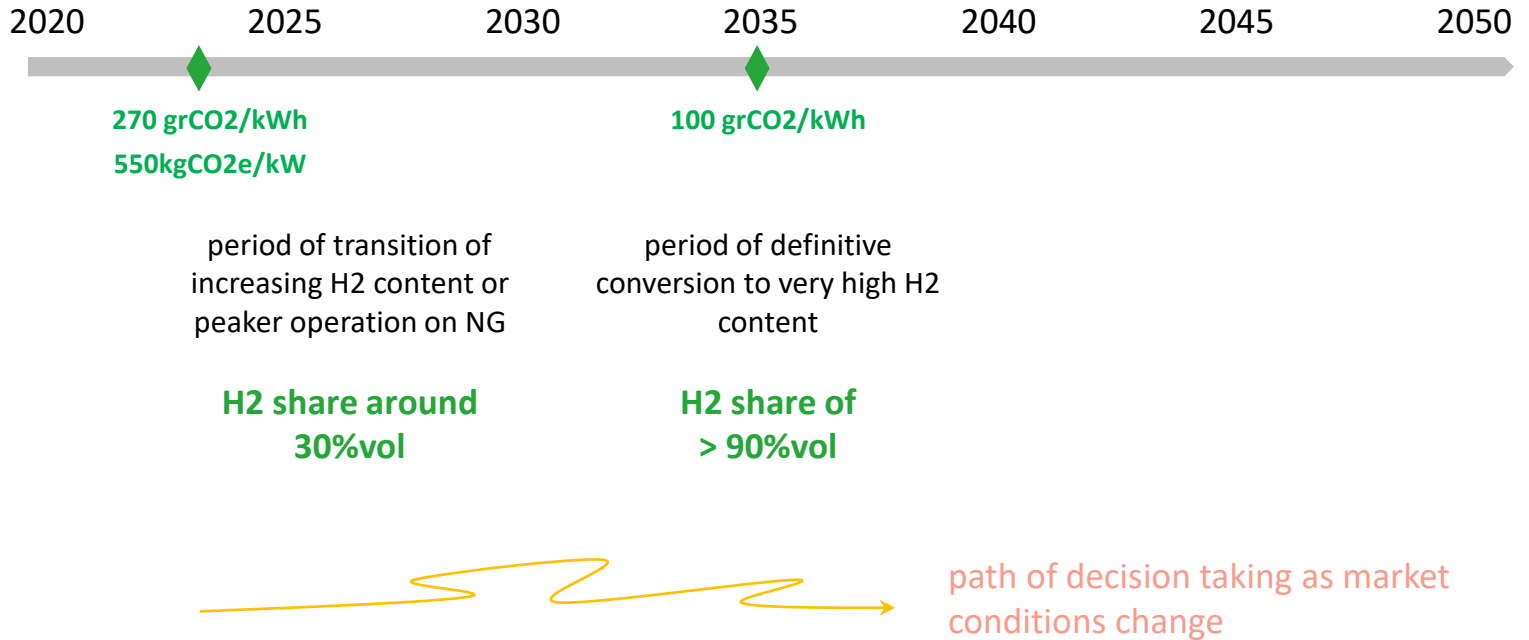 2020 2025 2030 2035 2040 2045 2050
270 grCO2/kWh
550kgCO2e/kW
100 grCO2/kWh
period of transition of
increasing H2 content or
peaker operation on NG
period of definitive
conversion to very high H2
content
H2 share around
30%vol
H2 share of
> 90%vol
path of decision taking as market
conditions change